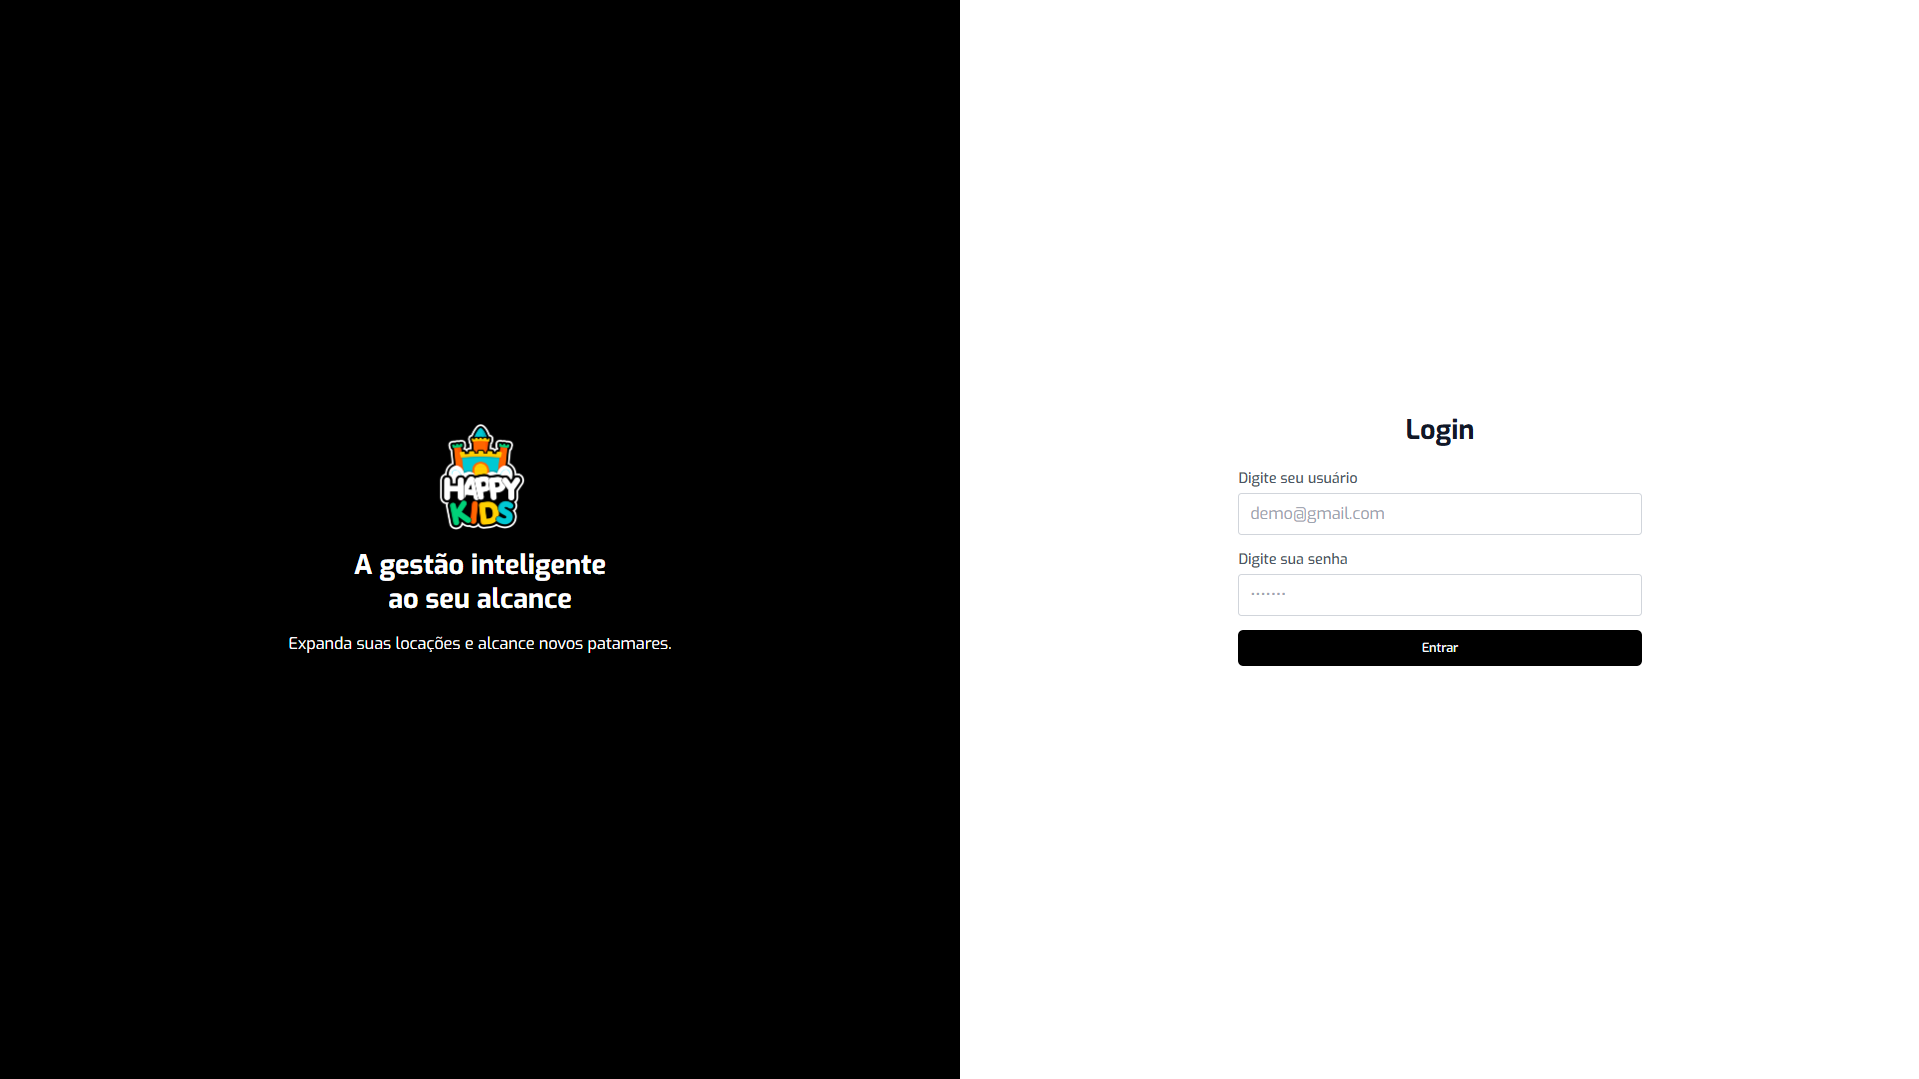 HAPPY
KIDS
A gestão inteligente
ao seu alcance
Expanda suas locações e alcance novos patamares.
Login
Digite seu usuário
demo@gmail.com
Digite sua senha
•••••••
Entrar